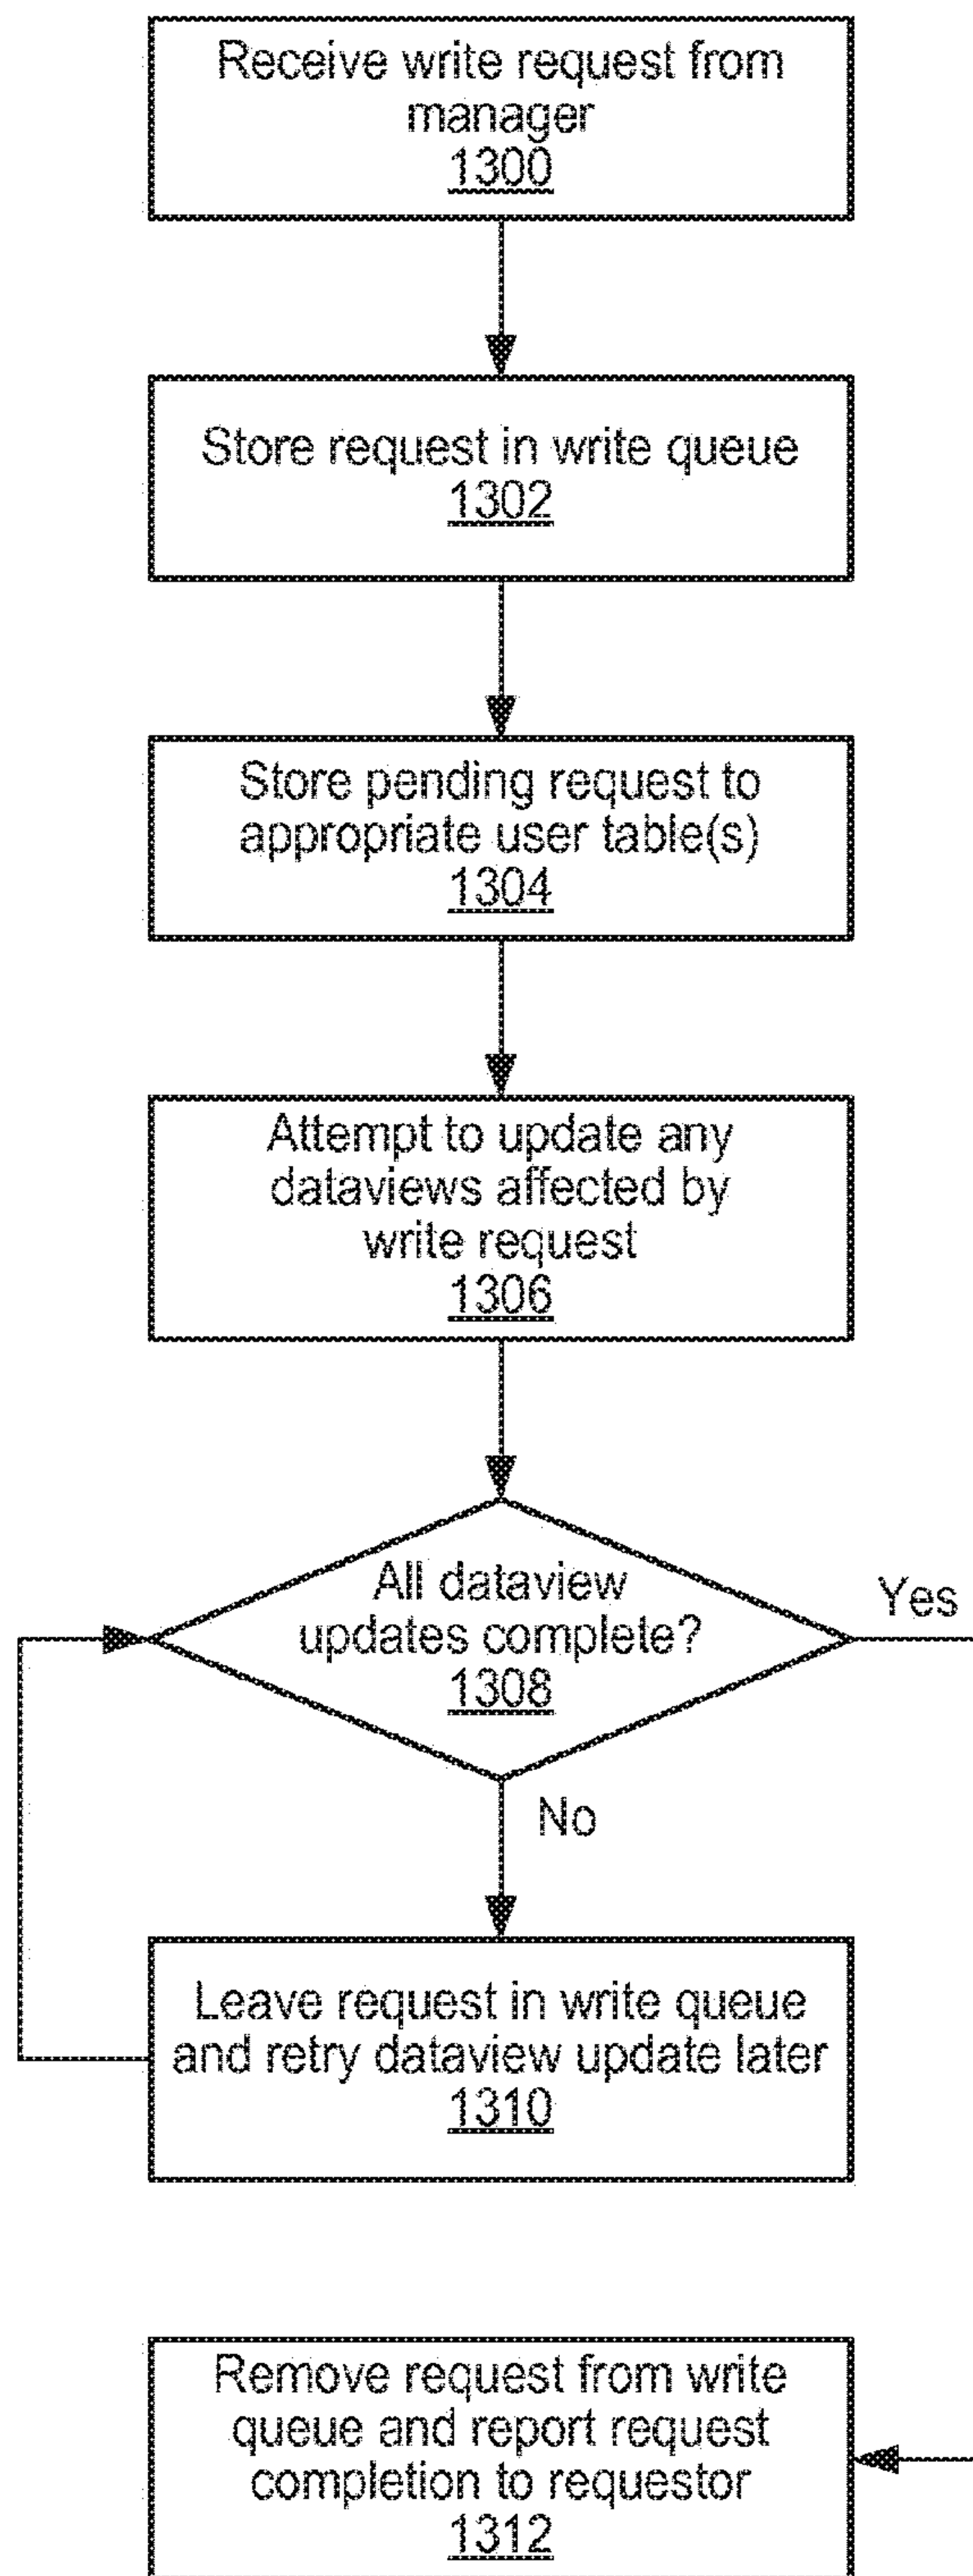 Receive write request from
manager
1300
Store request in write queue
1302
Store pending request to
appropriate user table(s)
1304
Attempt to update any
dataviews affected by
write request
1306
All dataview
updates complete?
1308
Yes
No
Leave request in write queue
and retry dataview update later
1310
Remove request from write
queue and report request
completion to requestor
1312